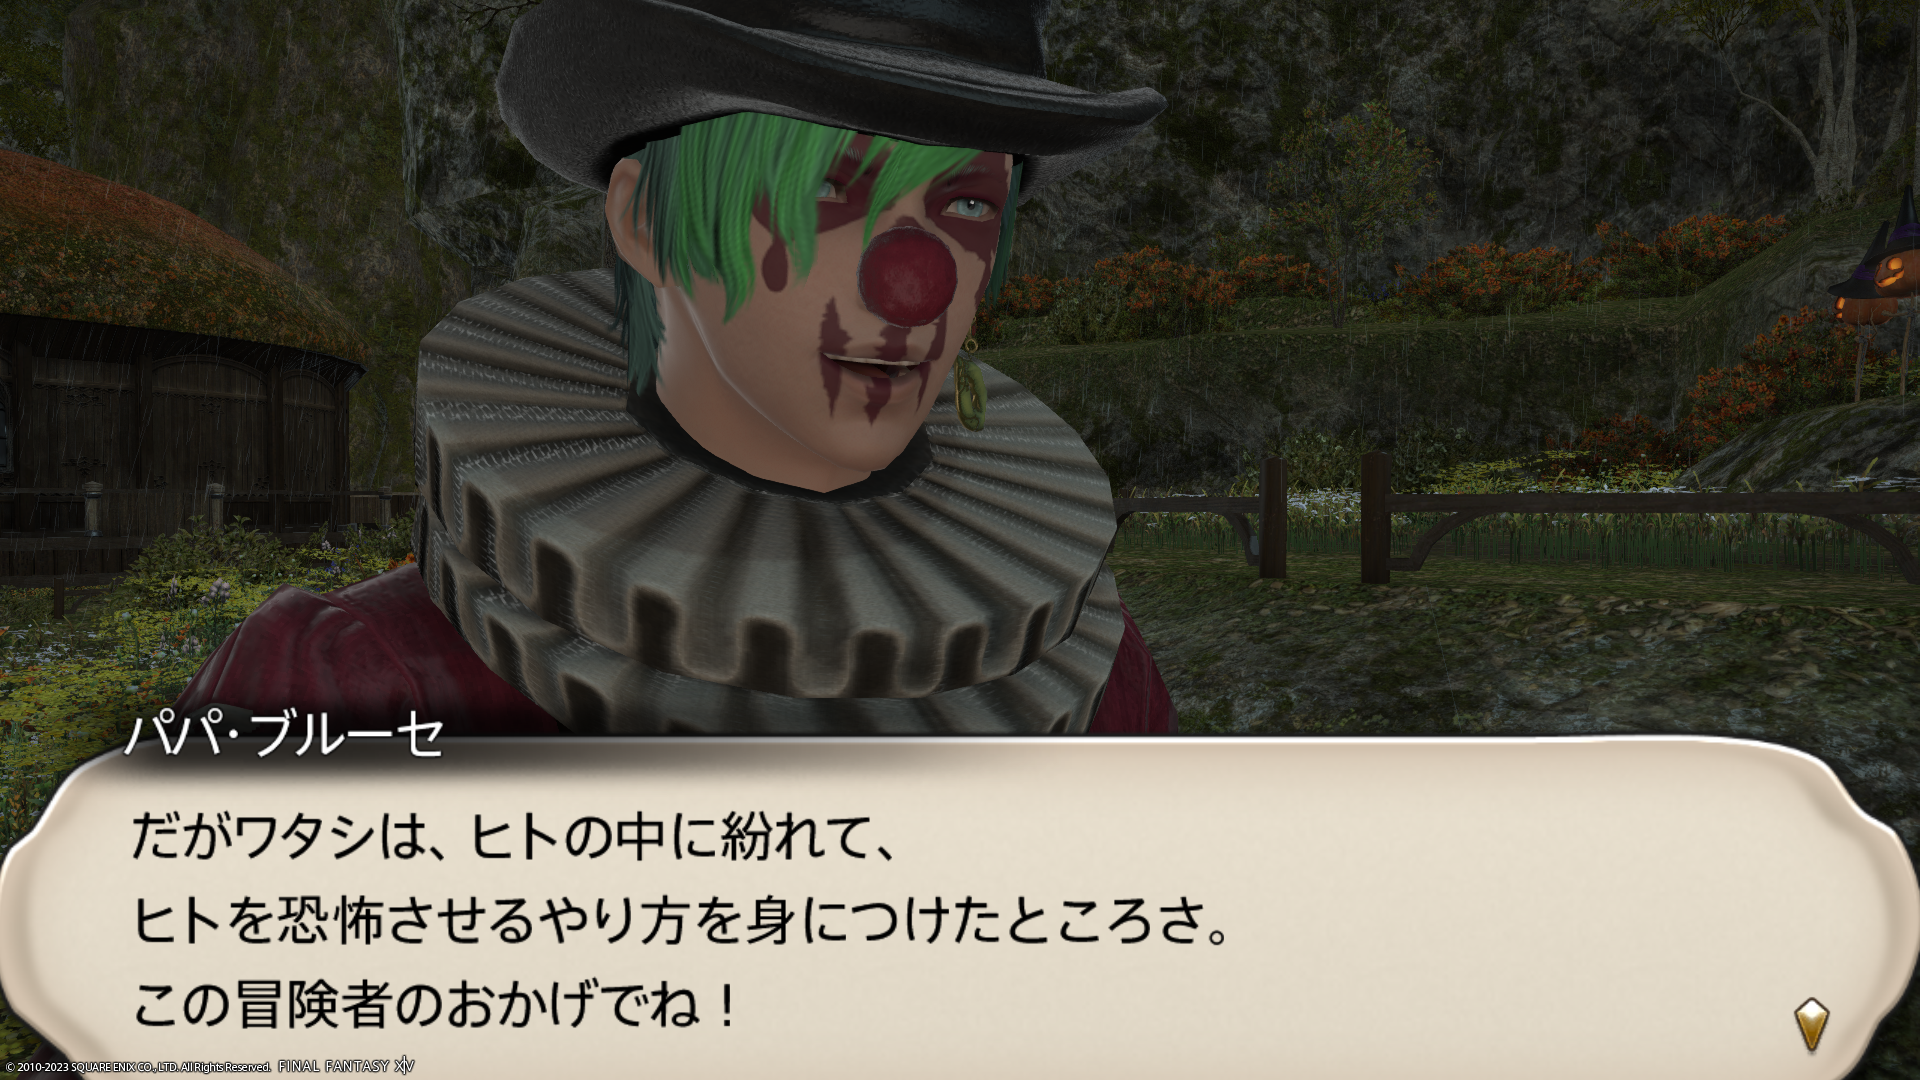 パパ・ブルーセ
だがワタシは、ヒトの中に紛れて、
ヒトを恐怖させるやり方を身につけたところさ。
この冒険者のおかげでね！
© 2010-2023 SQUARE ENIX CO., LTD. All Rights Reserved. FINAL FANTASY XIV